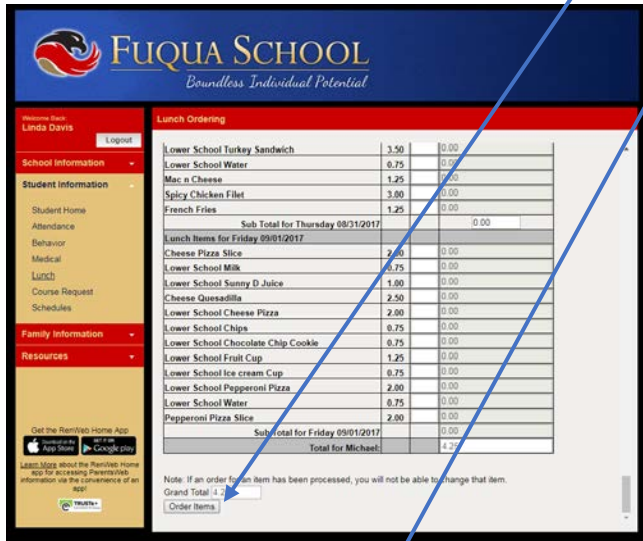 FUQUA SCHOOL
Boundless Individual Potential
Welcome Back:
Linda Davis
Logout
School Information
Student Information
Student Home
Attendance
Behavior
Medical
Lunch
Course Request
Schedules
Family Information
Resources
Get the RenWeb Home App
Download on the App Store
GET IT ON Google play
Learn More about the RenWeb Home
app for accessing ParentsWeb
information via the convenience of an
app!
TRUSTe
Lunch Ordering
Lower School Turkey Sandwich 3.50 0.00
Lower School Water 0.75 0.00
Mac n Cheese 1.25 0.00
Spicy Chicken Filet 3.00 0.00
French Fries 1.25 0.00
Sub Total for Thursday 08/31/2017 0.00
Lunch Items for Friday 09/01/2017
Cheese Pizza Slice 2.00 0.00
Lower School Milk 0.75 0.00
Lower School Sunny D Juice 1.00 0.00
Cheese Quesadilla 2.50 0.00
Lower School Cheese Pizza 2.00 0.00
Lower School Chips 0.75 0.00
Lower School Chocolate Chip Cookie 0.75 0.00
Lower School Fruit Cup 1.25 0.00
Lower School Ice cream Cup 0.75 0.00
Lower School Pepperoni Pizza 2.00 0.00
Lower School Water 0.75 0.00
Pepperoni Pizza Slice 2.00 0.00
Sub Total for Friday 09/01/2017 0.00
Total for Michael: 4.25
Note: If an order for an item has been processed, you will not be able to change that item.
Grand Total
Order Items